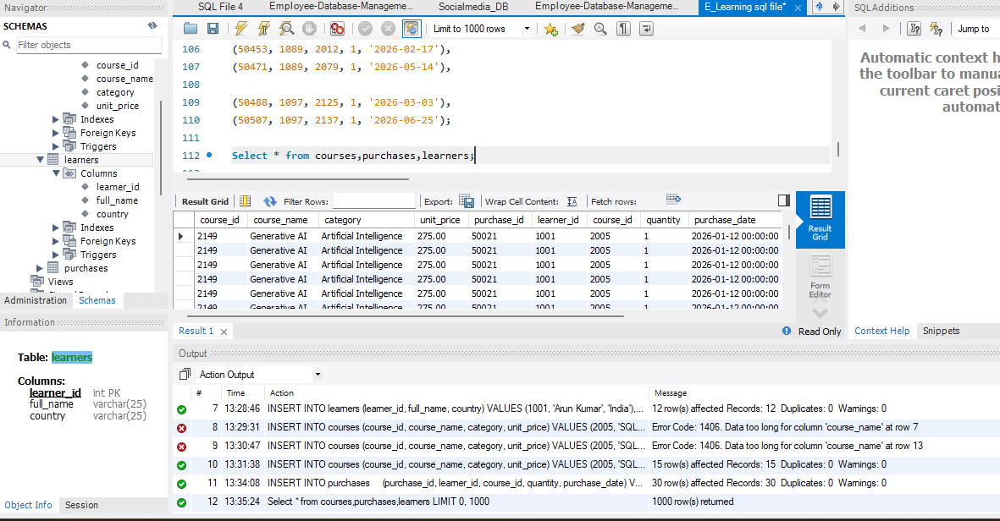 Navigator
SCHEMAS
Filter objects
course_id
course_name
category
unit_price
Indexes
Foreign Keys
Triggers
learners
Columns
learner_id
full_name
country
Indexes
Foreign Keys
Triggers
purchases
Views
Administration Schemas
Information
Table: learners
Columns:
learner_id int PK
full_name varchar(25)
country varchar(25)
Object Info Session
SQL File 4 Employee-Database-Manageme... Socialmedia_DB Employee-Database-Manageme... E_Learning sql file*
Limit to 1000 rows
106 (50453, 1089, 2012, 1, '2026-02-17'),
107 (50471, 1089, 2079, 1, '2026-05-14'),
108
109 (50488, 1097, 2125, 1, '2026-03-03'),
110 (50507, 1097, 2137, 1, '2026-06-25');
111
112 Select * from courses,purchases,learners;
Result Grid Filter Rows: Export: Wrap Cell Content: IA Fetch rows:
course_id course_name category unit_price purchase_id learner_id course_id quantity purchase_date
2149 Generative AI Artificial Intelligence 275.00 50021 1001 2005 1 2026-01-12 00:00:00
2149 Generative AI Artificial Intelligence 275.00 50021 1001 2005 1 2026-01-12 00:00:00
2149 Generative AI Artificial Intelligence 275.00 50021 1001 2005 1 2026-01-12 00:00:00
2149 Generative AI Artificial Intelligence 275.00 50021 1001 2005 1 2026-01-12 00:00:00
2149 Generative AI Artificial Intelligence 275.00 50021 1001 2005 1 2026-01-12 00:00:00
2149 Generative AI Artificial Intelligence 275.00 50021 1001 2005 1 2026-01-12 00:00:00
Result Grid
Form Editor
Result 1 Read Only
Output
Action Output
# Time Action Message
7 13:28:46 INSERT INTO learners (learner_id, full_name, country) VALUES (1001, 'Arun Kumar', 'India'),... 12 row(s) affected Records: 12 Duplicates: 0 Warnings: 0
8 13:29:31 INSERT INTO courses (course_id, course_name, category, unit_price) VALUES (2005, 'SQL... Error Code: 1406. Data too long for column 'course_name' at row 7
9 13:30:47 INSERT INTO courses (course_id, course_name, category, unit_price) VALUES (2005, 'SQL... Error Code: 1406. Data too long for column 'course_name' at row 13
10 13:31:38 INSERT INTO courses (course_id, course_name, category, unit_price) VALUES (2005, 'SQL... 15 row(s) affected Records: 15 Duplicates: 0 Warnings: 0
11 13:34:08 INSERT INTO purchases (purchase_id, learner_id, course_id, quantity, purchase_date) V... 30 row(s) affected Records: 30 Duplicates: 0 Warnings: 0
12 13:35:24 Select * from courses,purchases,learners LIMIT 0, 1000 1000 row(s) returned
SQLAdditions
Jump to
Automatic context h
the toolbar to manua
current caret posi
automat
Context Help Snippets